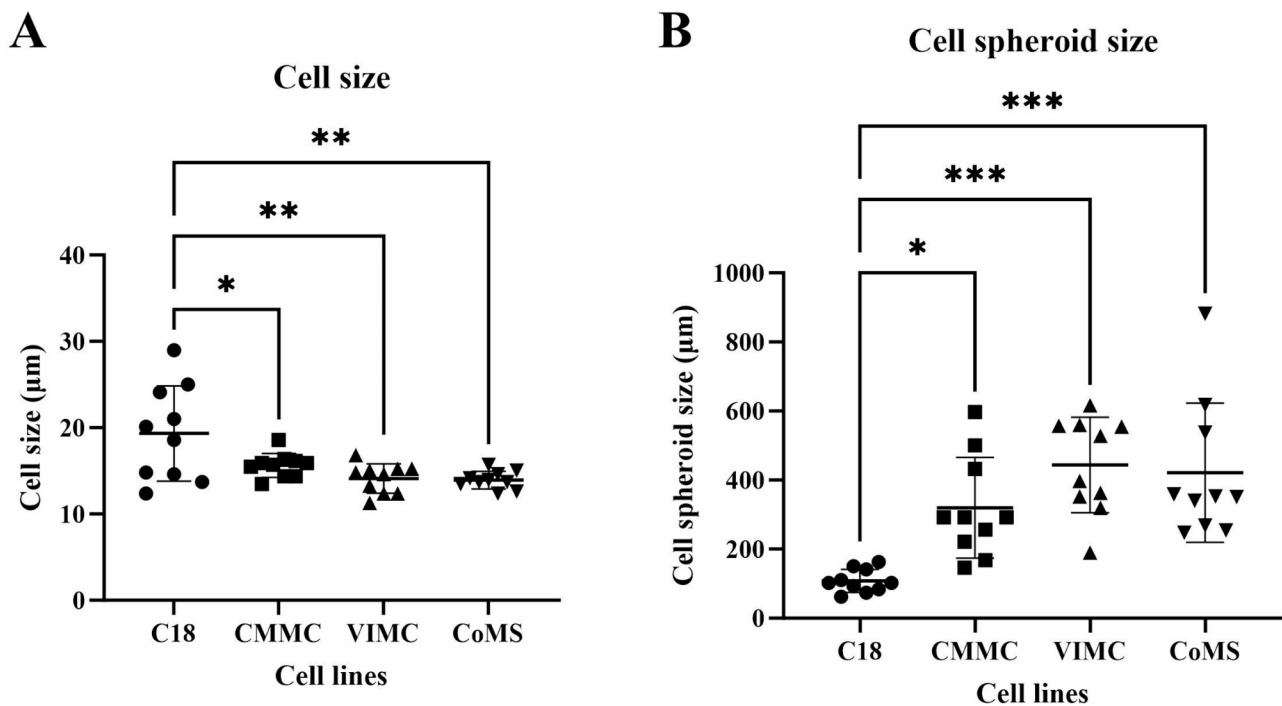 A
Cell size
**
**
*
40
30
20
10
0
Cell size (μm)
C18 CMMC VIMC CoMS
Cell lines
B
Cell spheroid size
***
***
*
1000
800
600
400
200
0
Cell spheroid size (μm)
C18 CMMC VIMC CoMS
Cell lines